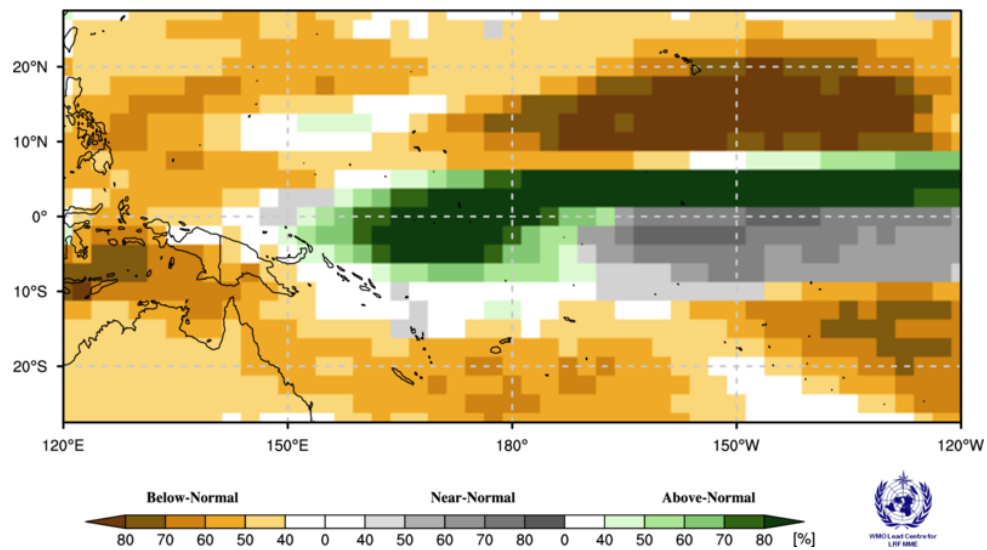 20°N
10°N
0°
10°S
20°S
120°E 150°E 180° 150°W 120°W
Below-Normal Near-Normal Above-Normal
80 70 60 50 40 0 40 50 60 70 80 0 40 50 60 70 80 [%]
WMO Lead Centre for
LRF MME